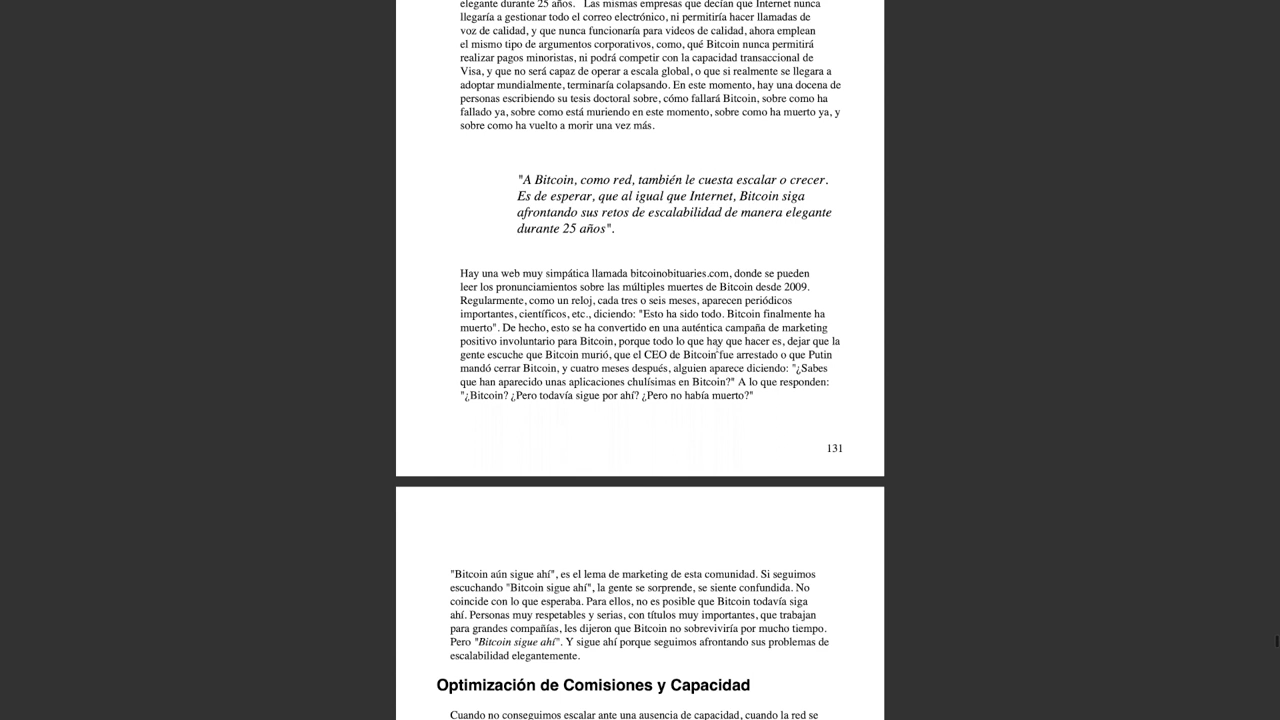 elegante durante 25 años.   Las mismas empresas que decían que Internet nunca
llegaría a gestionar todo el correo electrónico, ni permitiría hacer llamadas de
voz de calidad, y que nunca funcionaría para videos de calidad, ahora emplean
el mismo tipo de argumentos corporativos, como, qué Bitcoin nunca permitirá
realizar pagos minoristas, ni podrá competir con la capacidad transaccional de
Visa, y que no será capaz de operar a escala global, o que si realmente se llegara a
adoptar mundialmente, terminaría colapsando. En este momento, hay una docena de
personas escribiendo su tesis doctoral sobre, cómo fallará Bitcoin, sobre como ha
fallado ya, sobre como está muriendo en este momento, sobre como ha muerto ya, y
sobre como ha vuelto a morir una vez más.
"A Bitcoin, como red, también le cuesta escalar o crecer.
Es de esperar, que al igual que Internet, Bitcoin siga
afrontando sus retos de escalabilidad de manera elegante
durante 25 años".
Hay una web muy simpática llamada bitcoinobituaries.com, donde se pueden
leer los pronunciamientos sobre las múltiples muertes de Bitcoin desde 2009.
Regularmente, como un reloj, cada tres o seis meses, aparecen periódicos
importantes, científicos, etc., diciendo: "Esto ha sido todo. Bitcoin finalmente ha
muerto". De hecho, esto se ha convertido en una auténtica campaña de marketing
positivo involuntario para Bitcoin, porque todo lo que hay que hacer es, dejar que la
gente escuche que Bitcoin murió, que el CEO de Bitcoin fue arrestado o que Putin
mandó cerrar Bitcoin, y cuatro meses después, alguien aparece diciendo: "¿Sabes
que han aparecido unas aplicaciones chulísimas en Bitcoin?" A lo que responden:
"¿Bitcoin? ¿Pero todavía sigue por ahí? ¿Pero no había muerto?"
131
"Bitcoin aún sigue ahí", es el lema de marketing de esta comunidad. Si seguimos
escuchando "Bitcoin sigue ahí", la gente se sorprende, se siente confundida. No
coincide con lo que esperaba. Para ellos, no es posible que Bitcoin todavía siga
ahí. Personas muy respetables y serias, con títulos muy importantes, que trabajan
para grandes compañías, les dijeron que Bitcoin no sobreviviría por mucho tiempo.
Pero "Bitcoin sigue ahí". Y sigue ahí porque seguimos afrontando sus problemas de
escalabilidad elegantemente.
Optimización de Comisiones y Capacidad
Cuando no conseguimos escalar ante una ausencia de capacidad, cuando la red se